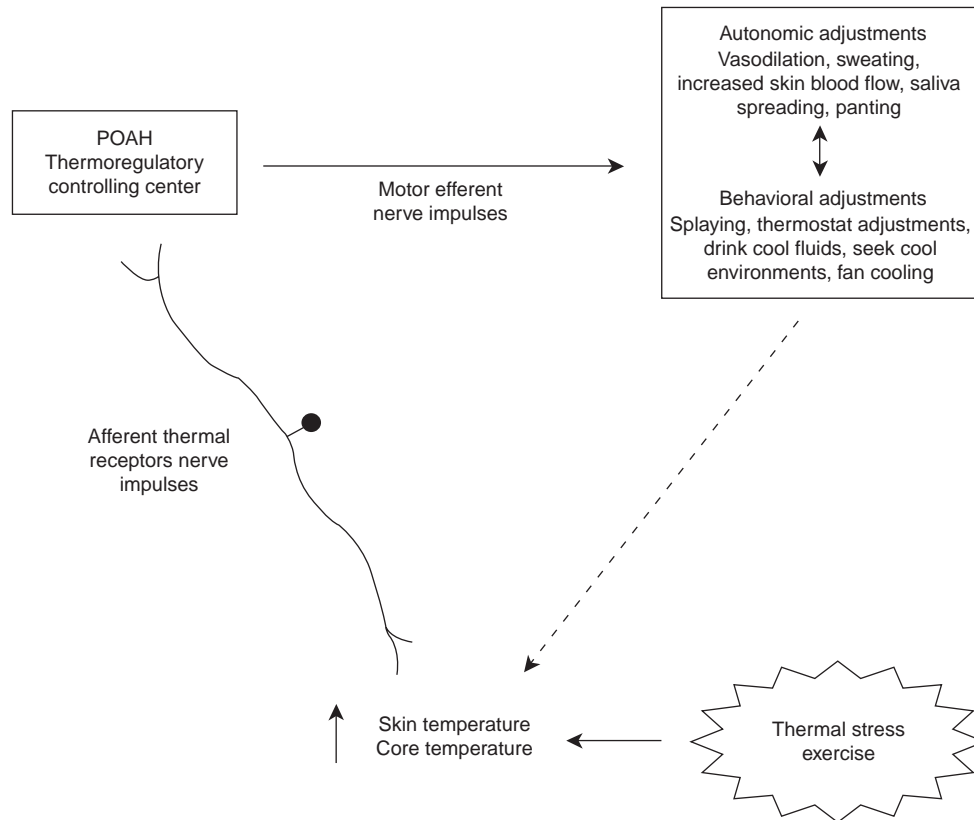 Autonomic adjustments
Vasodilation, sweating,
increased skin blood flow, saliva
spreading, panting
POAH
Thermoregulatory
controlling center
Motor efferent
nerve impulses
Behavioral adjustments
Splaying, thermostat adjustments,
drink cool fluids, seek cool
environments, fan cooling
Afferent thermal
receptors nerve
impulses
Skin temperature
Core temperature
Thermal stress
exercise